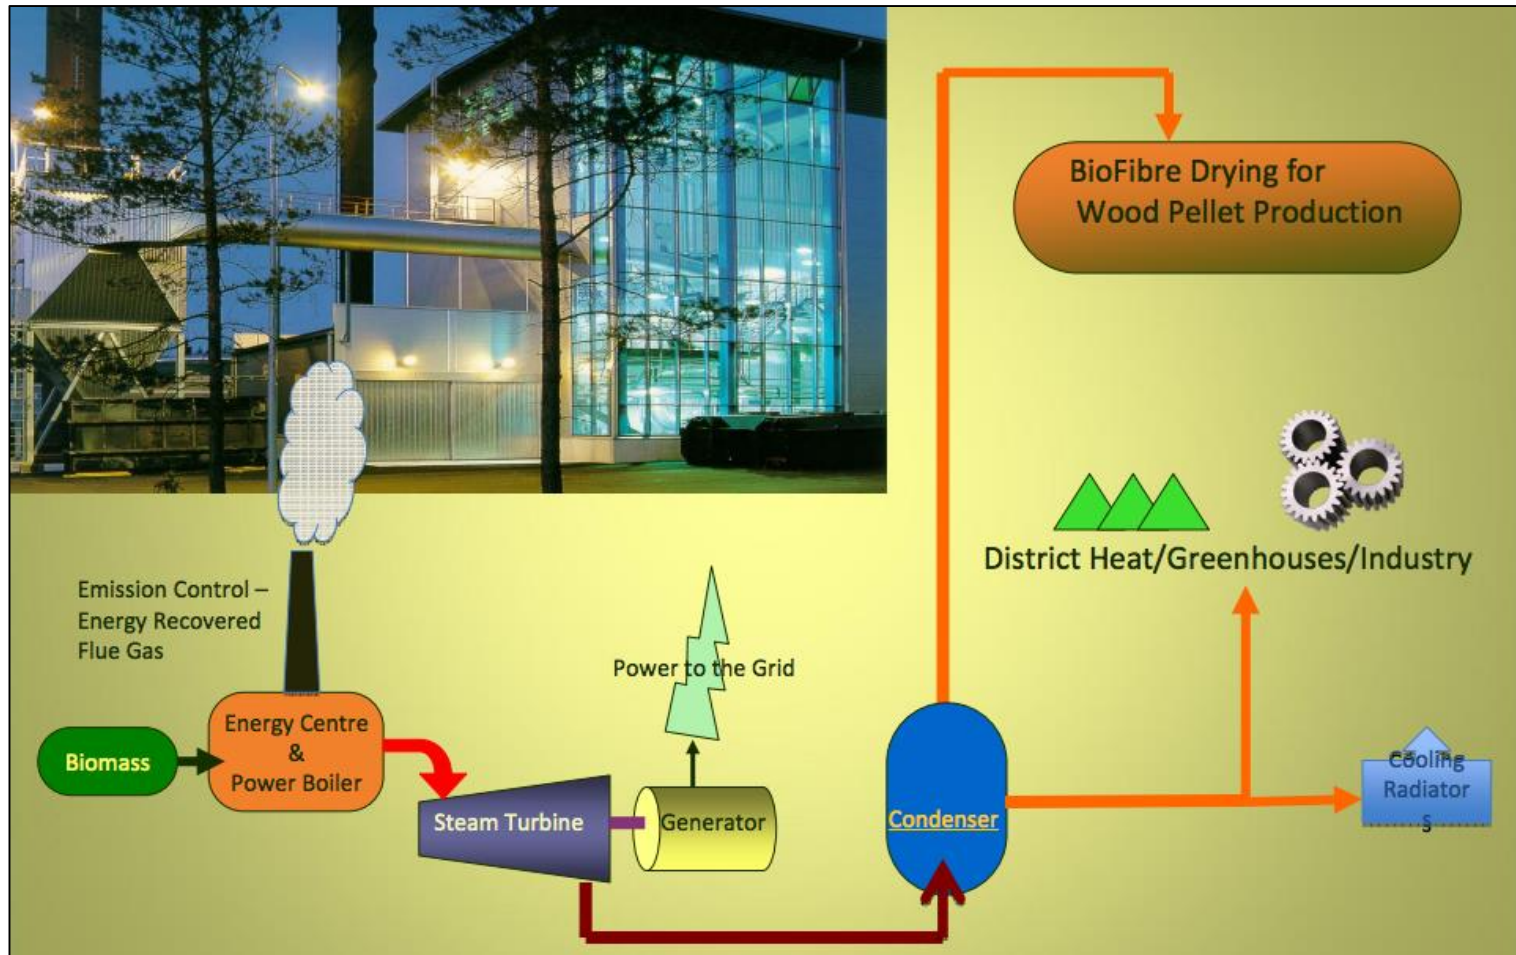 BioFibre Drying for
Wood Pellet Production
District Heat/Greenhouses/Industry
Emission Control –
Energy Recovered
Flue Gas
Power to the Grid
Biomass
Energy Centre
&
Power Boiler
Steam Turbine
Generator
Condenser
Cooling
Radiator
s